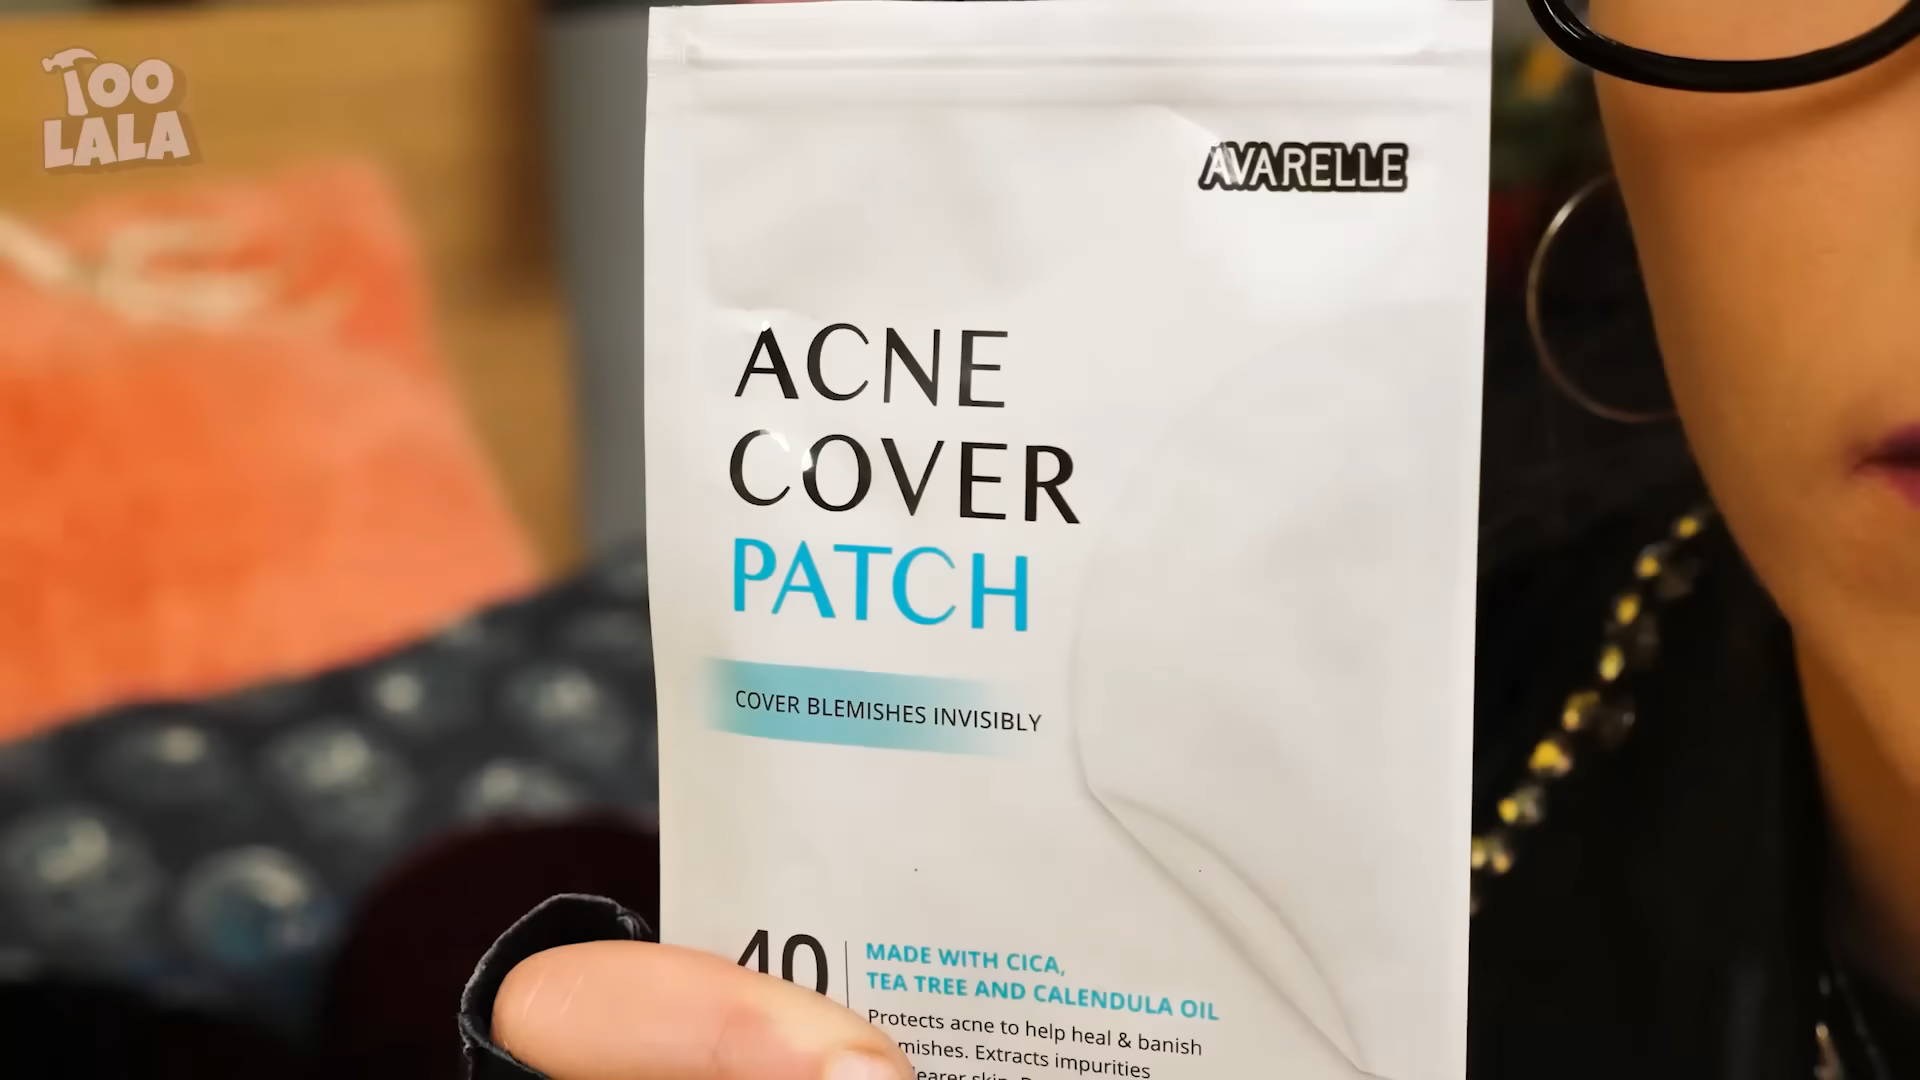 TOO
LALA
AVARELLE
ACNE
COVER
PATCH
COVER BLEMISHES INVISIBLY
40
MADE WITH CICA,
TEA TREE AND CALENDULA OIL
Protects acne to help heal & banish
Extracts impurities